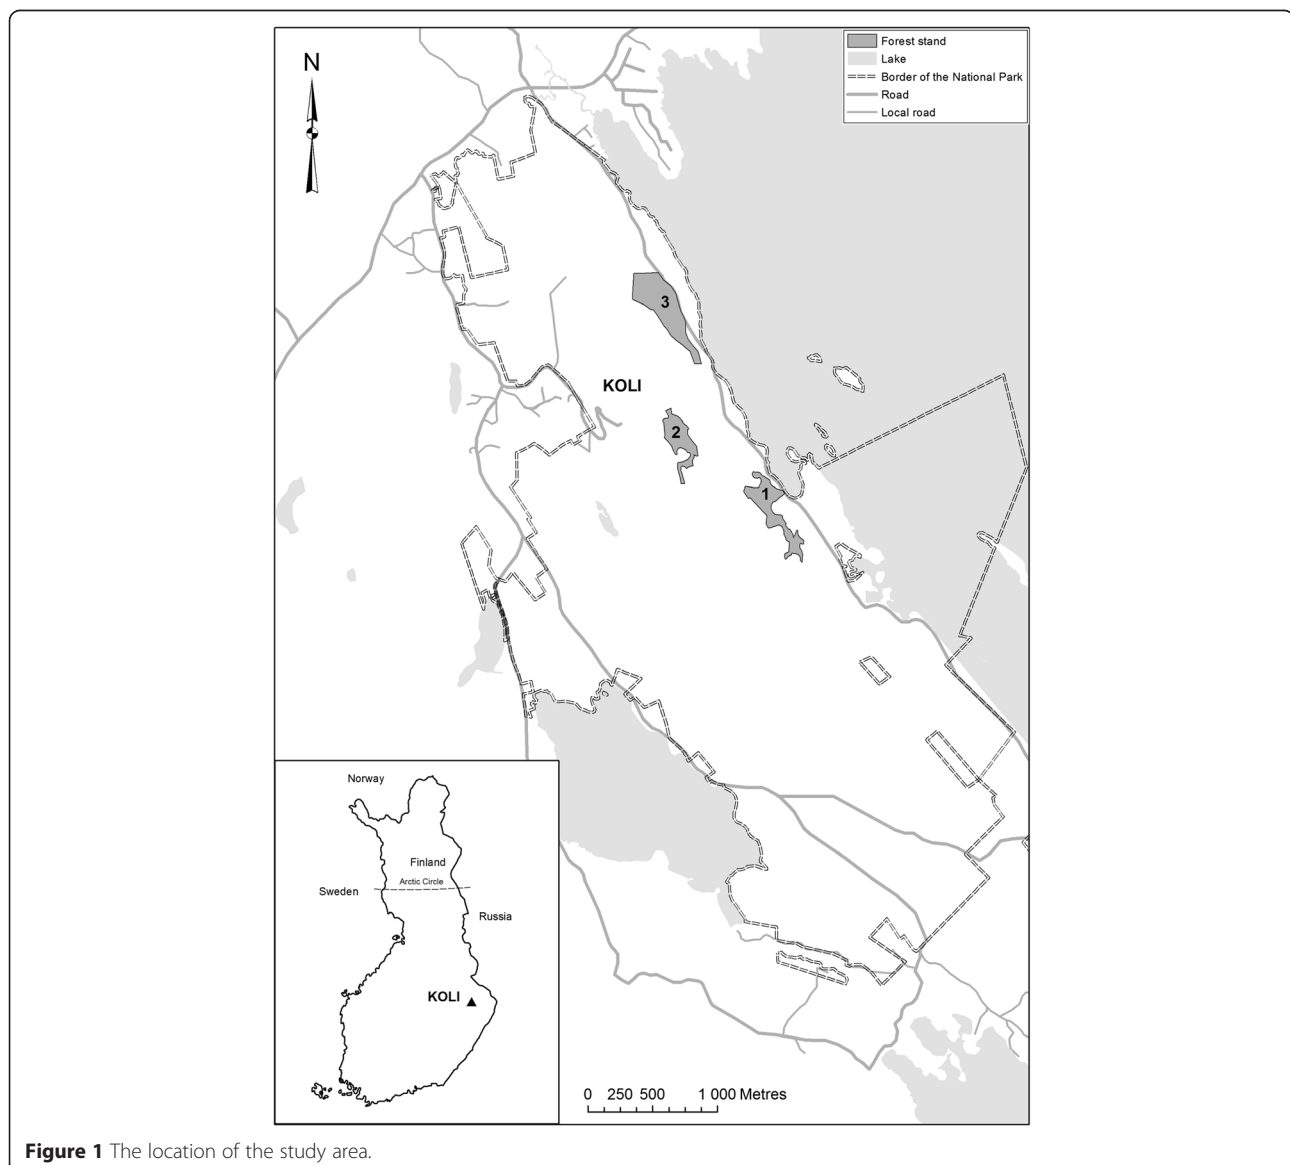 N
Forest stand
Lake
Border of the National Park
Road
Local road
3
KOLI
2
1
Norway
Finland
Arctic Circle
Sweden
Russia
KOLI
0 250 500 1 000 Metres
Figure 1 The location of the study area.